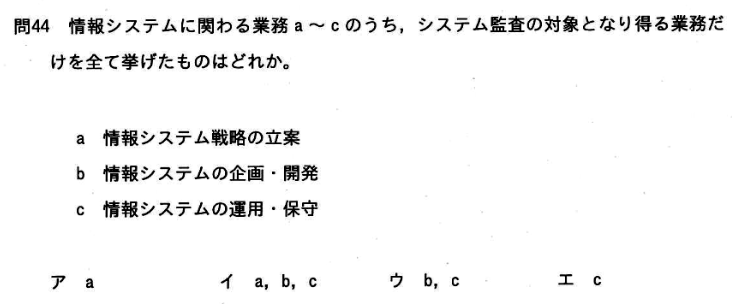 問44 情報システムに関わる業務 a ～ c のうち，システム監査の対象となり得る業務だ
けを全て挙げたものはどれか。
a 情報システム戦略の立案
b 情報システムの企画・開発
c 情報システムの運用・保守
ア a イ a, b, c ウ b, c エ c